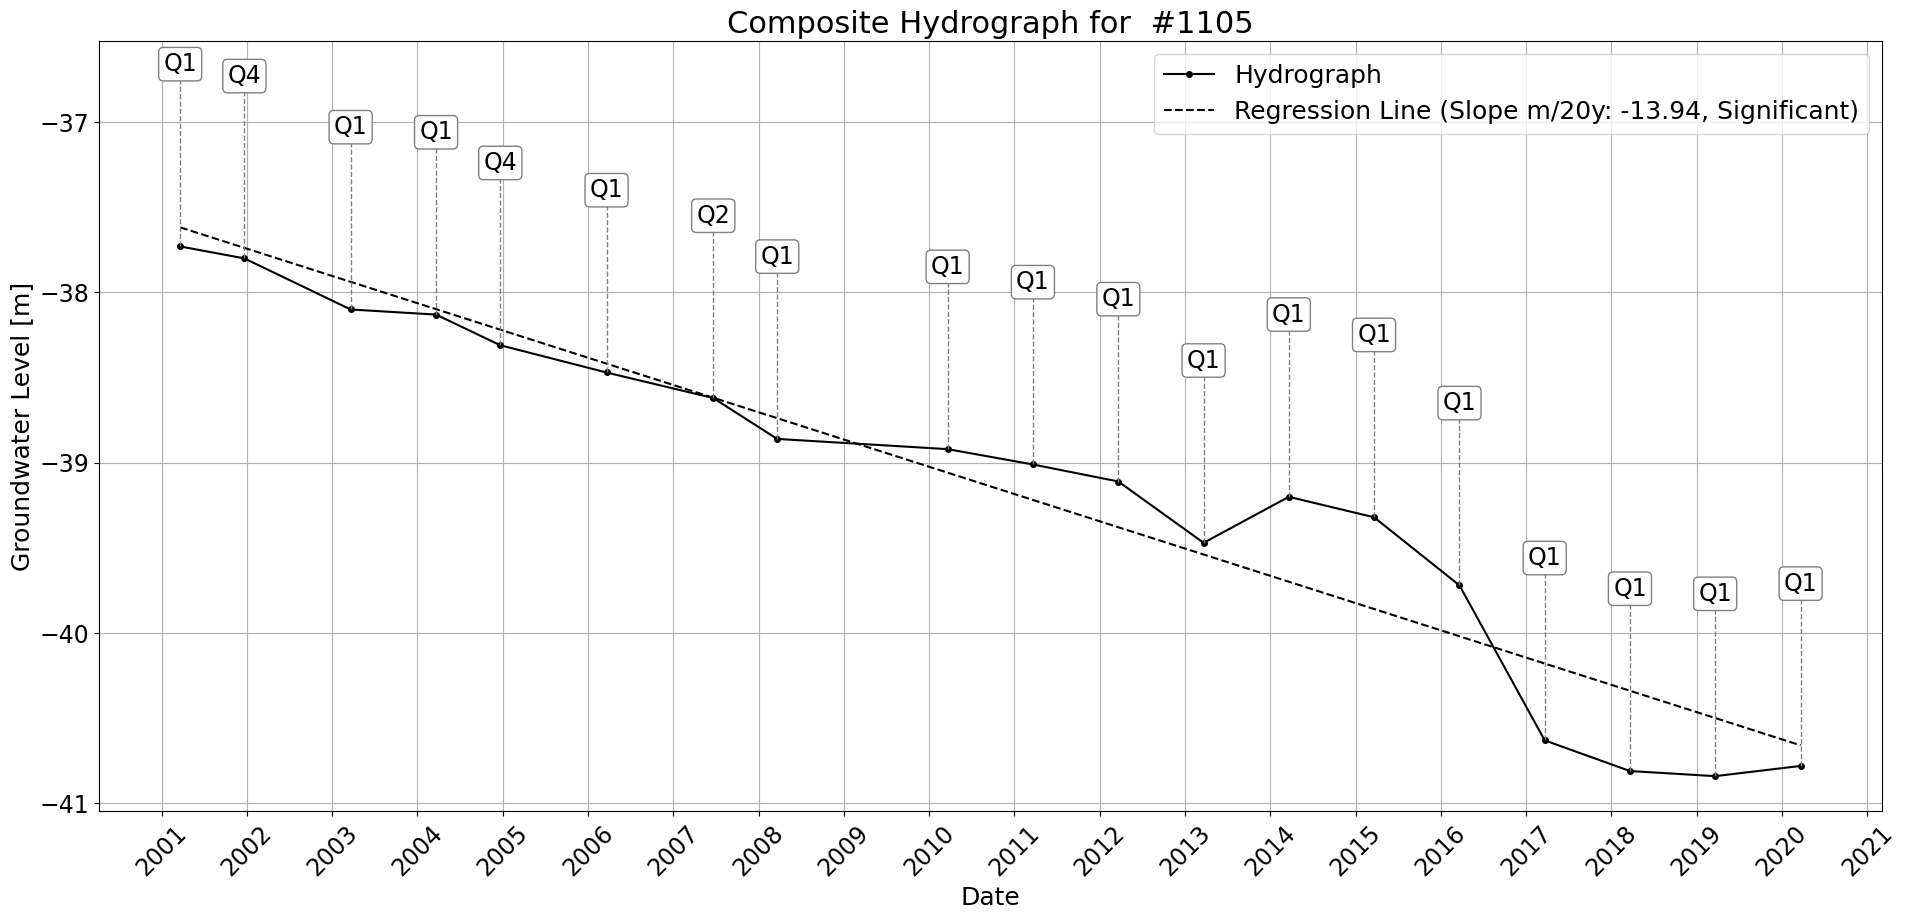 Composite Hydrograph for  #1105
Hydrograph
Regression Line (Slope m/20y: -13.94, Significant)
Q1
Q4
Q1
Q1
Q4
Q1
Q2
Q1
Q1
Q1
Q1
Q1
Q1
Q1
Q1
Q1
Q1
Q1
Q1
Groundwater Level [m]
−37
−38
−39
−40
−41
2001
2002
2003
2004
2005
2006
2007
2008
2009
2010
2011
2012
2013
2014
2015
2016
2017
2018
2019
2020
2021
Date